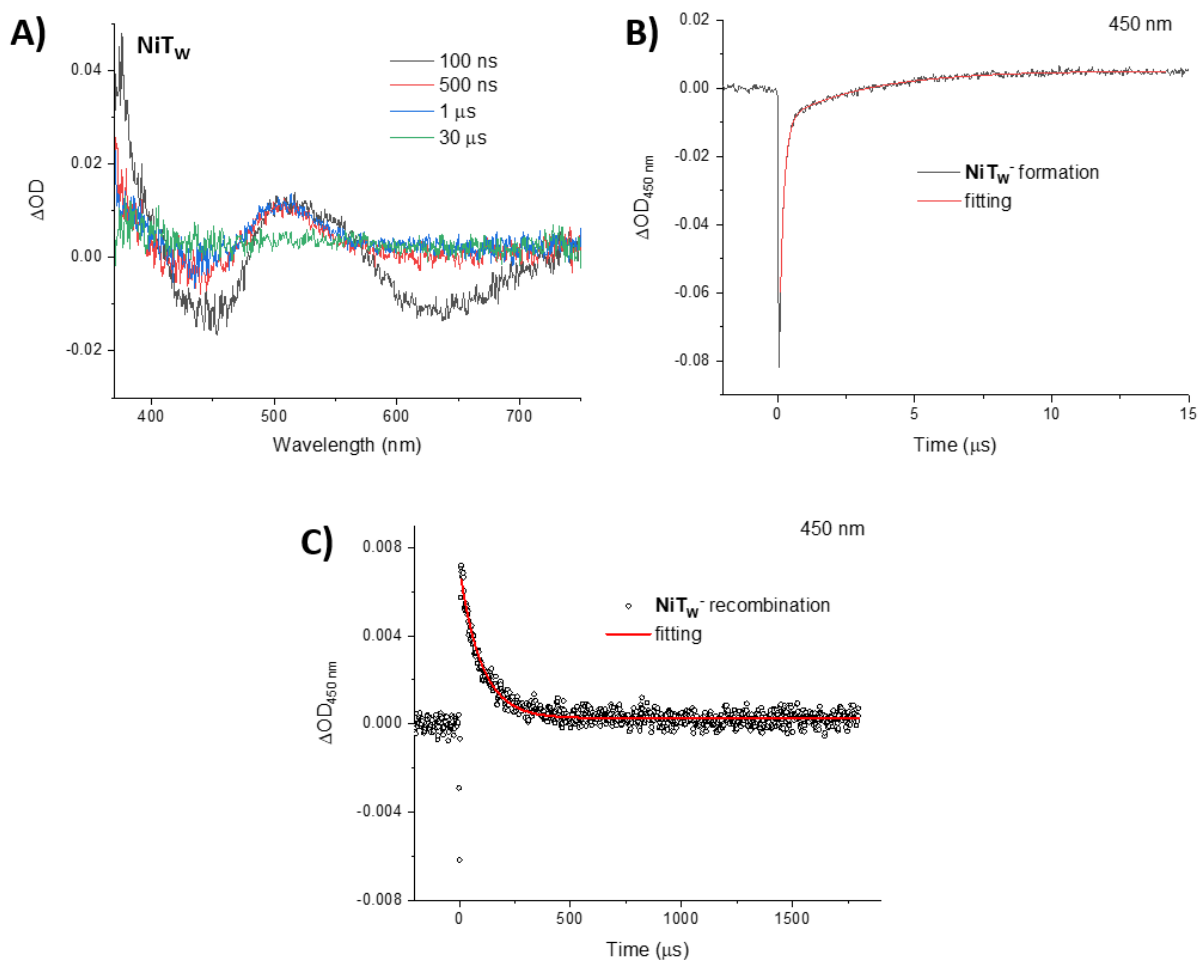 A)
NiTW
100 ns
500 ns
1 μs
30 μs
0.04
0.02
0.00
-0.02
ΔOD
400
500
600
700
Wavelength (nm)
B)
450 nm
0.02
0.00
-0.02
-0.04
-0.06
-0.08
ΔOD450 nm
NiTW- formation
fitting
0
5
10
15
Time (μs)
C)
450 nm
0.008
0.004
0.000
-0.004
-0.008
ΔOD450 nm
NiTW- recombination
fitting
0
500
1000
1500
Time (μs)